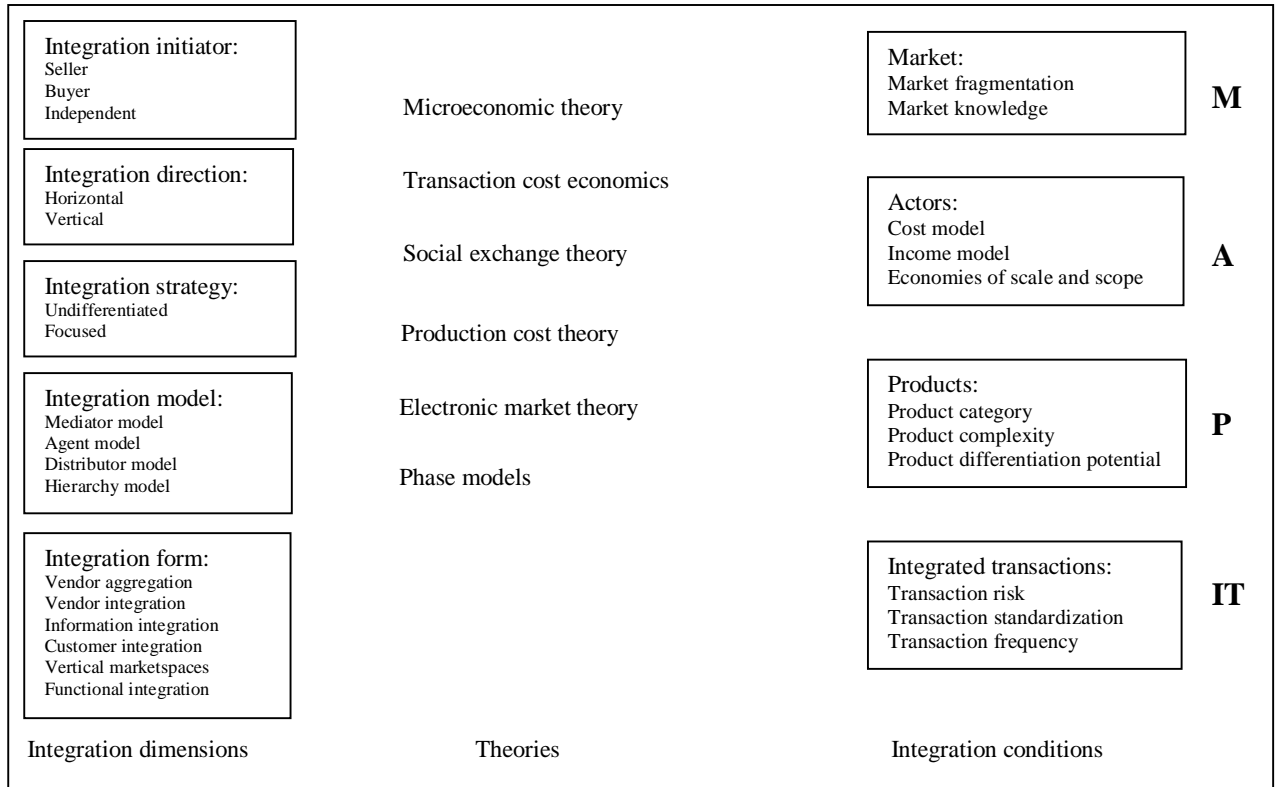 Integration initiator:
Seller
Buyer
Independent
Integration direction:
Horizontal
Vertical
Integration strategy:
Undifferentiated
Focused
Integration model:
Mediator model
Agent model
Distributor model
Hierarchy model
Integration form:
Vendor aggregation
Vendor integration
Information integration
Customer integration
Vertical marketspaces
Functional integration
Integration dimensions
Microeconomic theory
Transaction cost economics
Social exchange theory
Production cost theory
Electronic market theory
Phase models
Theories
Market:
Market fragmentation
Market knowledge
M
Actors:
Cost model
Income model
Economies of scale and scope
A
Products:
Product category
Product complexity
Product differentiation potential
P
Integrated transactions:
Transaction risk
Transaction standardization
Transaction frequency
IT
Integration conditions